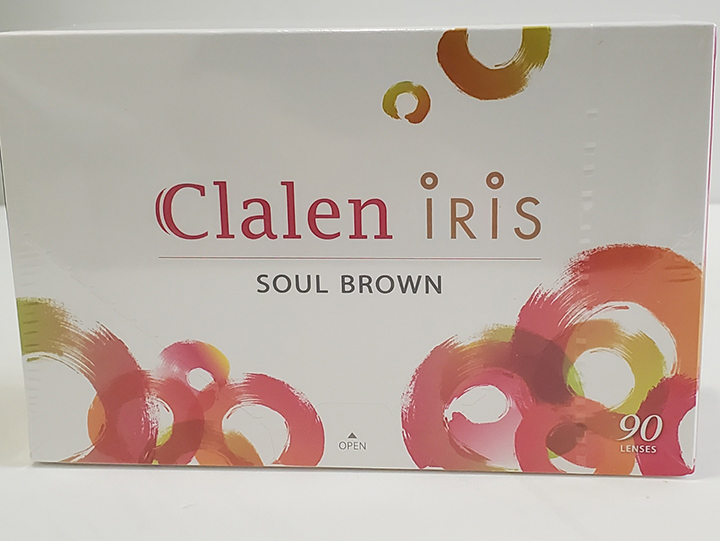 Clalen iRiS
SOUL BROWN
OPEN
90
LENSES